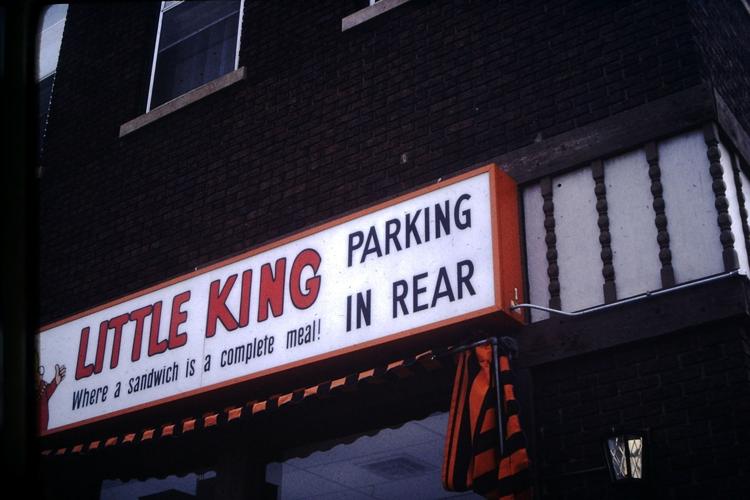 LITTLE KING
Where a sandwich is a complete meal!
PARKING
IN REAR